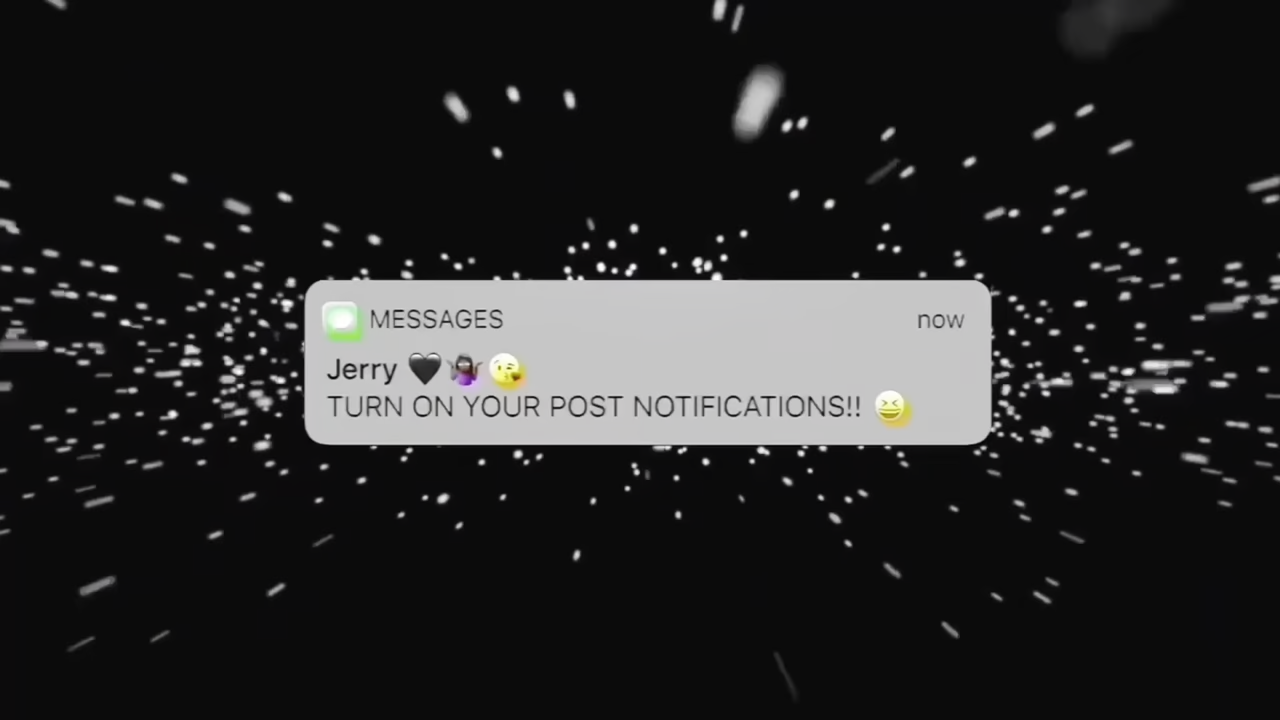 MESSAGES now
Jerry 🖤🤷🏾‍♀️😘
TURN ON YOUR POST NOTIFICATIONS!! 😆